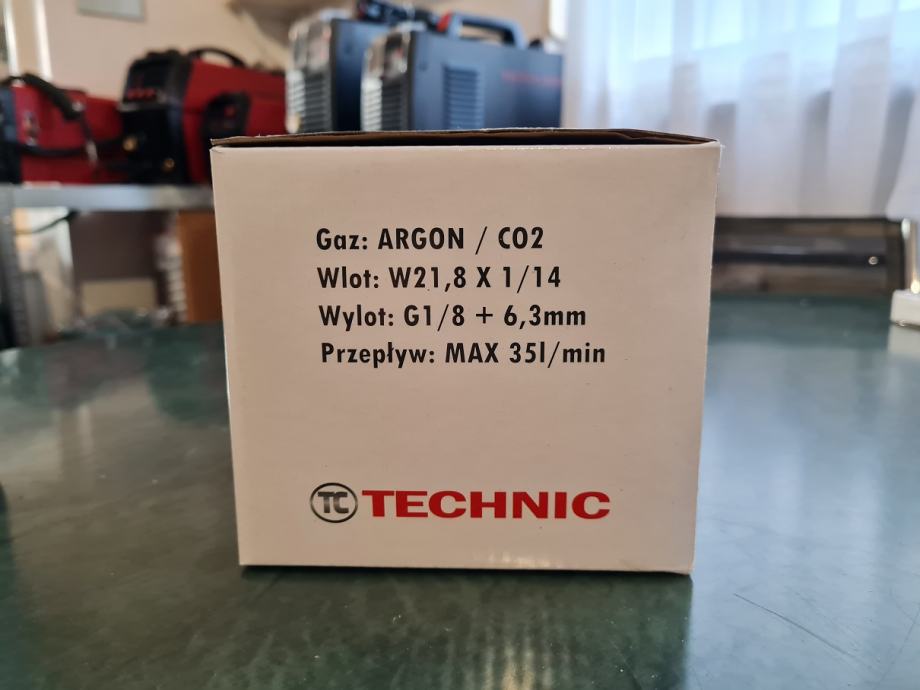 Gaz: ARGON / CO2
Wlot: W21,8 X 1/14
Wylot: G1/8 + 6,3mm
Przepływ: MAX 35l/min
TC TECHNIC